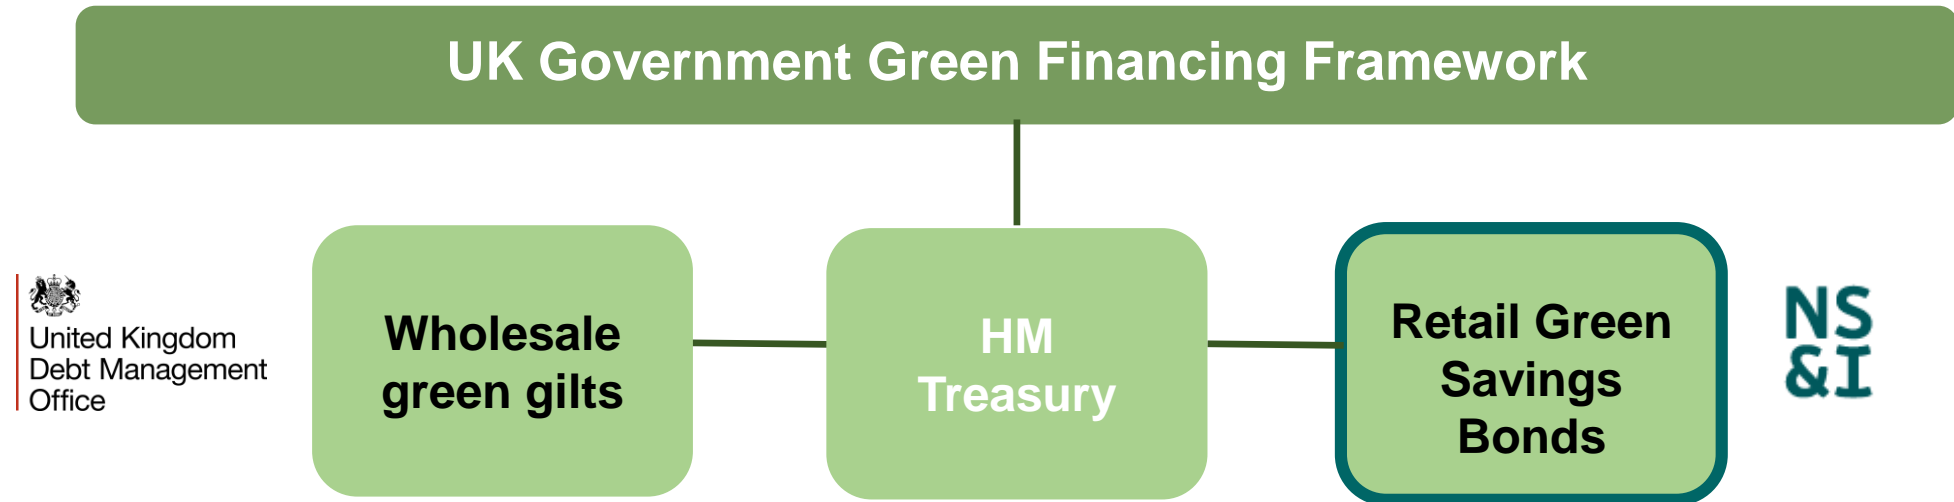 UK Government Green Financing Framework
United Kingdom
Debt Management
Office
Wholesale
green gilts
HM
Treasury
Retail Green
Savings
Bonds
NS
&I